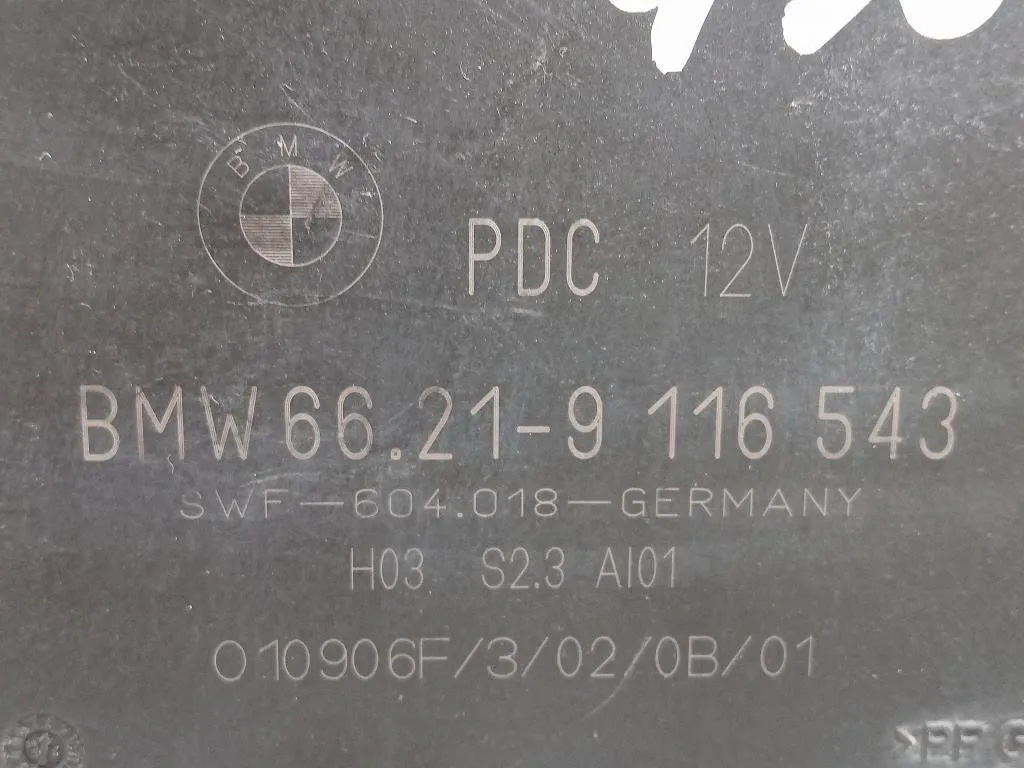 BMW
PDC 12V
BMW 66.21-9 116 543
SWF-604.018-GERMANY
H03 S2.3 AI01
010906F/3/02/0B/01